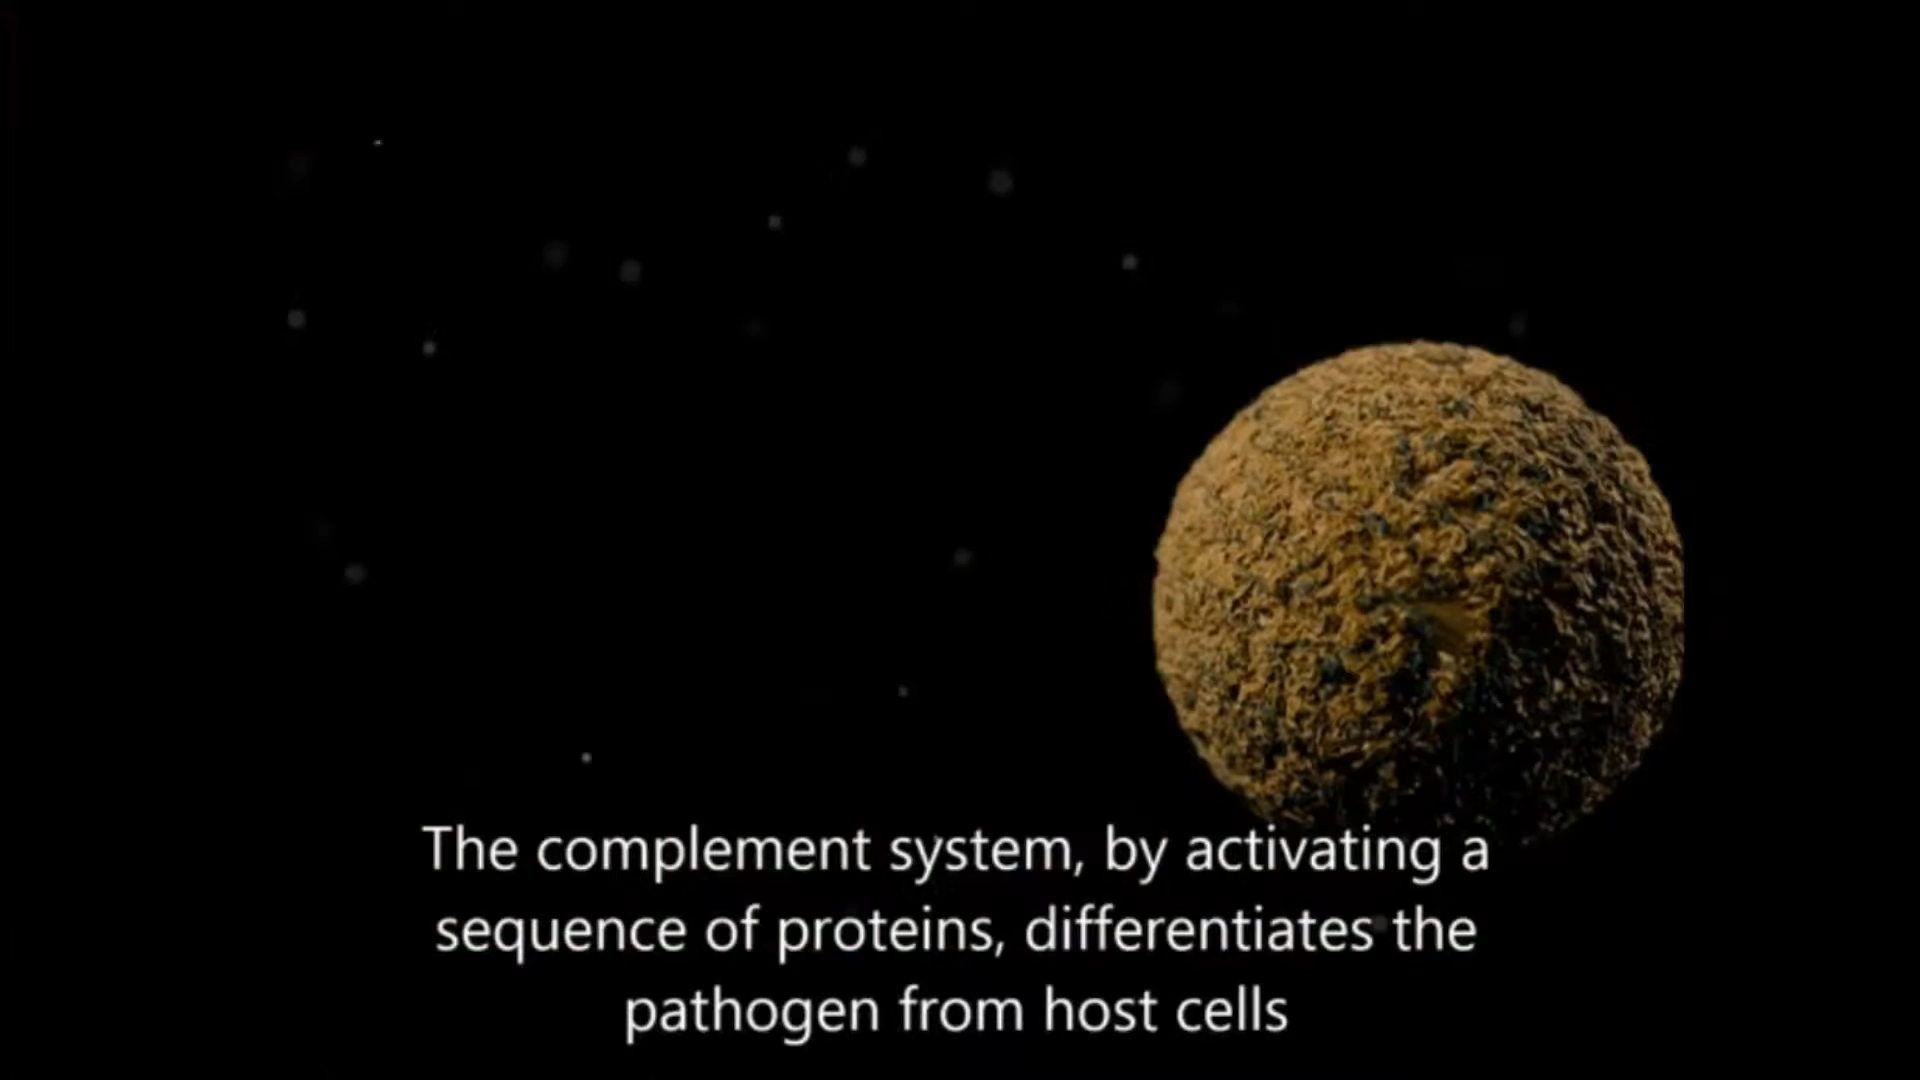 The complement system, by activating a
sequence of proteins, differentiates the
pathogen from host cells